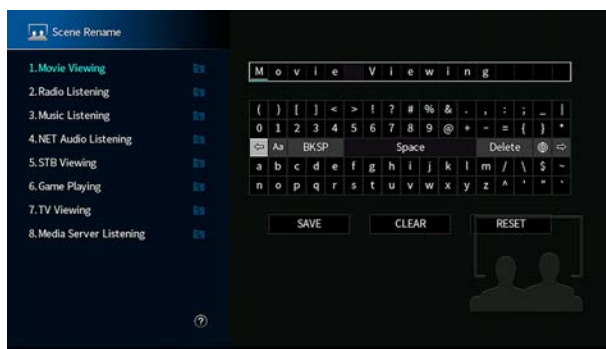 Scene Rename
1.Movie Viewing
2.Radio Listening
3.Music Listening
4.NET Audio Listening
5.STB Viewing
6.Game Playing
7.TV Viewing
8.Media Server Listening
Movie Viewing
( ) [ ] < > ! ? # % & . , : ; _ |
0 1 2 3 4 5 6 7 8 9 @ + - = { } *
⇦ Aa BKSP Space Delete ⇨
a b c d e f g h i j k l m / \ $ ~
n o p q r s t u v w x y z ^ ' " `
SAVE CLEAR RESET
?